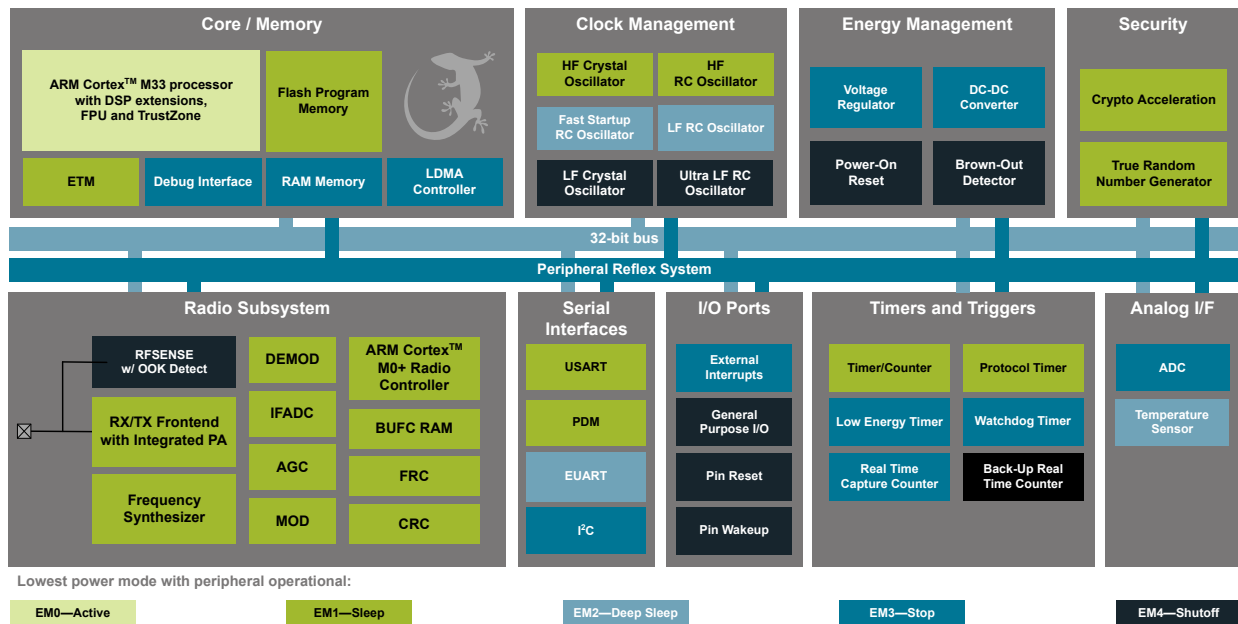 Core / Memory
ARM Cortex™ M33 processor
with DSP extensions,
FPU and TrustZone
Flash Program
Memory
ETM
Debug Interface
RAM Memory
LDMA
Controller
Clock Management
HF Crystal
Oscillator
HF
RC Oscillator
Fast Startup
RC Oscillator
LF RC Oscillator
LF Crystal
Oscillator
Ultra LF RC
Oscillator
Energy Management
Voltage
Regulator
DC-DC
Converter
Power-On
Reset
Brown-Out
Detector
Security
Crypto Acceleration
True Random
Number Generator
32-bit bus
Peripheral Reflex System
Radio Subsystem
RFSENSE
w/ OOK Detect
RX/TX Frontend
with Integrated PA
Frequency
Synthesizer
DEMOD
IFADC
AGC
MOD
ARM Cortex™
M0+ Radio
Controller
BUFC RAM
FRC
CRC
Serial
Interfaces
USART
PDM
EUART
I²C
I/O Ports
External
Interrupts
General
Purpose I/O
Pin Reset
Pin Wakeup
Timers and Triggers
Timer/Counter
Protocol Timer
Low Energy Timer
Watchdog Timer
Real Time
Capture Counter
Back-Up Real
Time Counter
Analog I/F
ADC
Temperature
Sensor
Lowest power mode with peripheral operational:
EM0—Active
EM1—Sleep
EM2—Deep Sleep
EM3—Stop
EM4—Shutoff